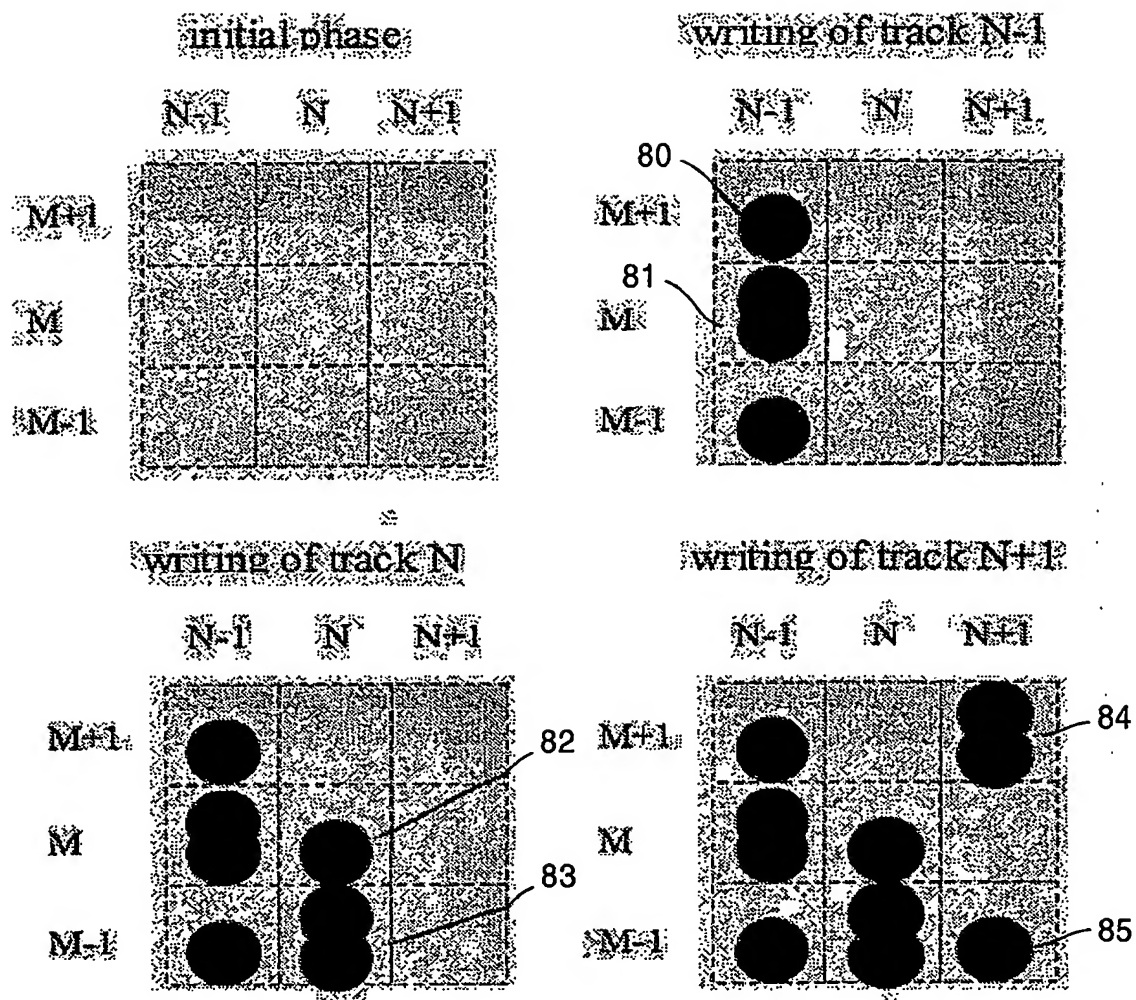 initial phase
writing of track N-1
N-1 N N+1
N-1 N N+1
80
M+1
M+1
81
M
M
M-1
M-1
writing of track N
writing of track N+1
N-1 N N+1
N-1 N N+1
M+1
82
M+1
84
M
M
83
M-1
M-1
85